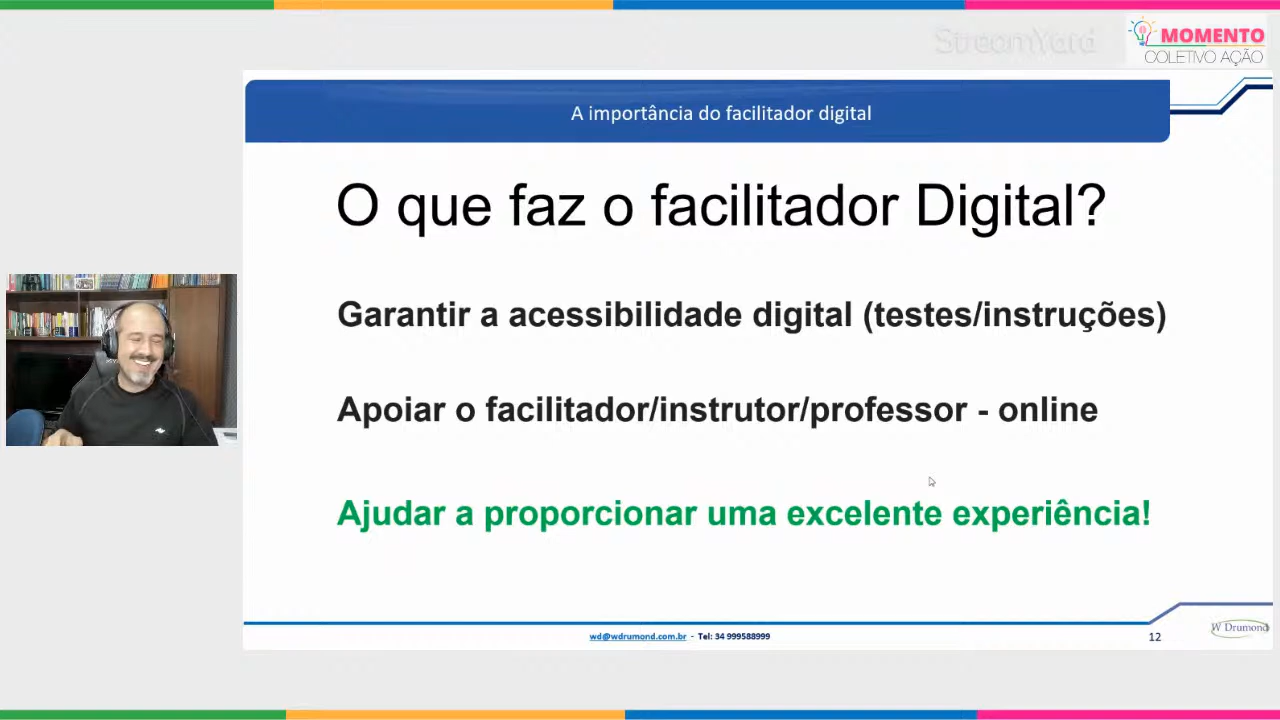 StreamYard
MOMENTO
COLETIVO AÇÃO
A importância do facilitador digital
O que faz o facilitador Digital?
Garantir a acessibilidade digital (testes/instruções)
Apoiar o facilitador/instrutor/professor - online
Ajudar a proporcionar uma excelente experiência!
wd@wdrumond.com.br - Tel: 34 999588999
12
W Drumond